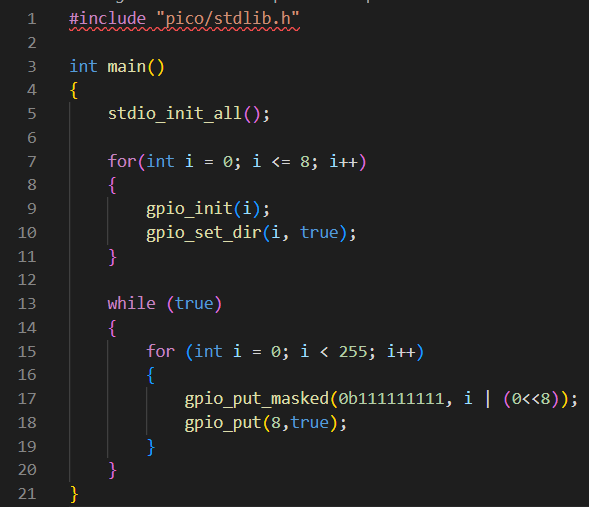 1 #include "pico/stdlib.h"
2
3 int main()
4 {
5     stdio_init_all();
6
7     for(int i = 0; i <= 8; i++)
8     {
9         gpio_init(i);
10         gpio_set_dir(i, true);
11     }
12
13     while (true)
14     {
15         for (int i = 0; i < 255; i++)
16         {
17             gpio_put_masked(0b111111111, i | (0<<8));
18             gpio_put(8,true);
19         }
20     }
21 }